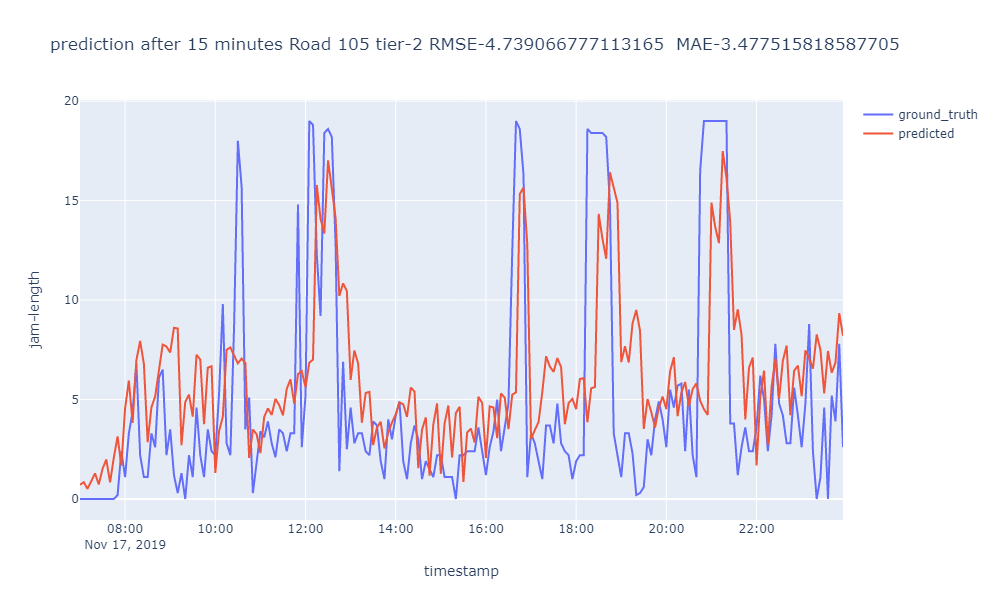 prediction after 15 minutes Road 105 tier-2 RMSE-4.739066777113165  MAE-3.477515818587705
ground_truth
predicted
jam-length
20
15
10
5
0
08:00 10:00 12:00 14:00 16:00 18:00 20:00 22:00
Nov 17, 2019
timestamp